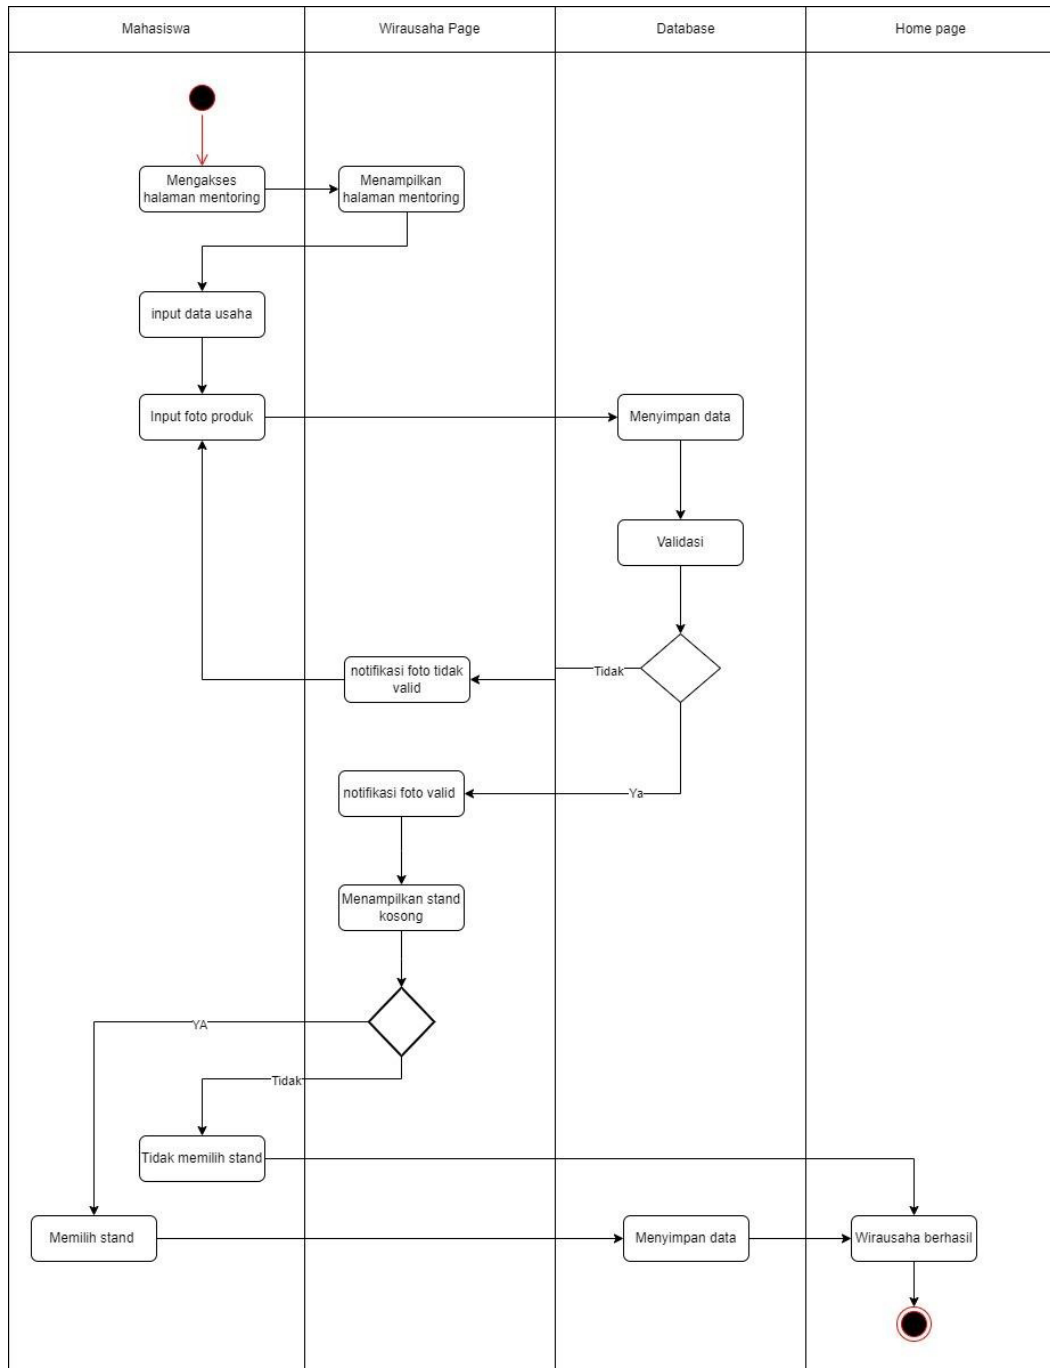 Mahasiswa
Wirausaha Page
Database
Home page
Mengakses
halaman mentoring
Menampilkan
halaman mentoring
input data usaha
Input foto produk
Menyimpan data
Validasi
Tidak
notifikasi foto tidak
valid
Ya
notifikasi foto valid
Menampilkan stand
kosong
YA
Tidak
Tidak memilih stand
Memilih stand
Menyimpan data
Wirausaha berhasil